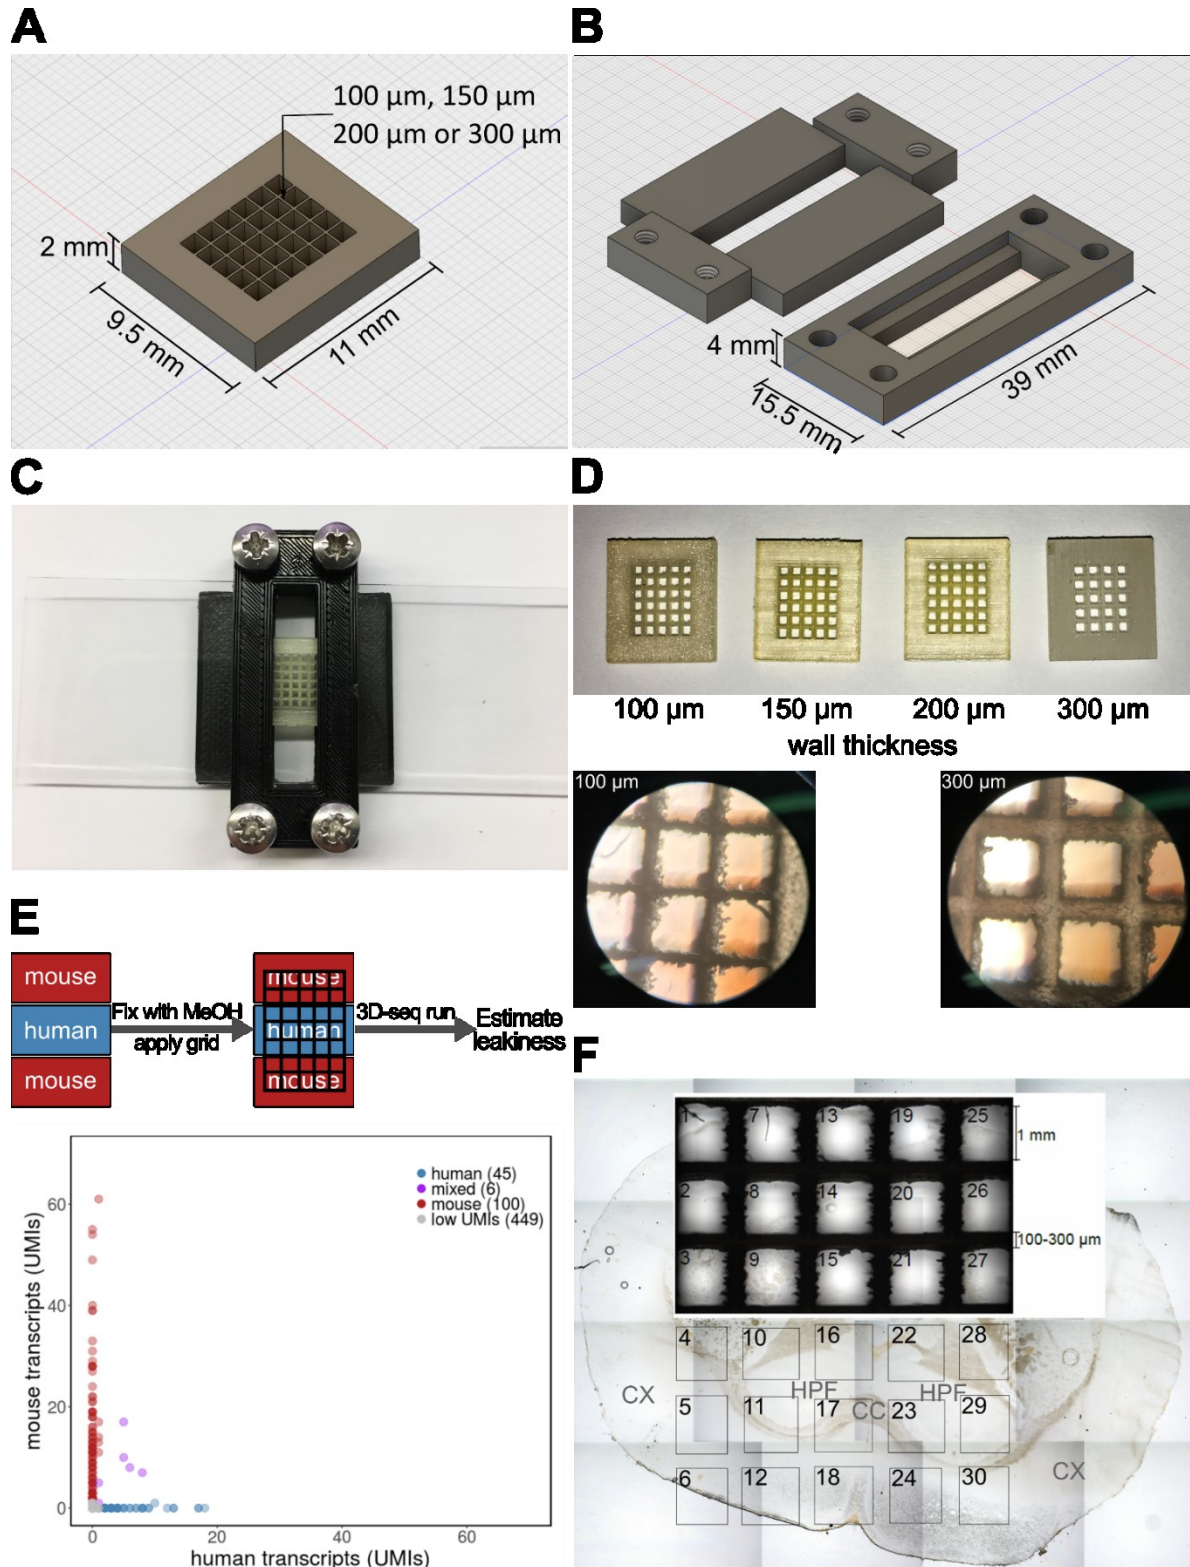 A
100 µm, 150 µm
200 µm or 300 µm
2 mm
9.5 mm
11 mm
B
4 mm
15.5 mm
39 mm
C
D
100 µm
150 µm
200 µm
300 µm
wall thickness
100 µm
300 µm
E
mouse
human
mouse
Fix with MeOH
apply grid
mouse
human
mouse
3D-seq run
Estimate
leakiness
human (45)
mixed (6)
mouse (100)
low UMIs (449)
mouse transcripts (UMIs)
60
40
20
0
0
20
40
60
human transcripts (UMIs)
F
1 7 13 19 25
1 mm
2 8 14 20 26
100-300 µm
3 9 15 21 27
4 10 16 22 28
CX HPF HPF
5 11 17 CC 23 29
CX
6 12 18 24 30